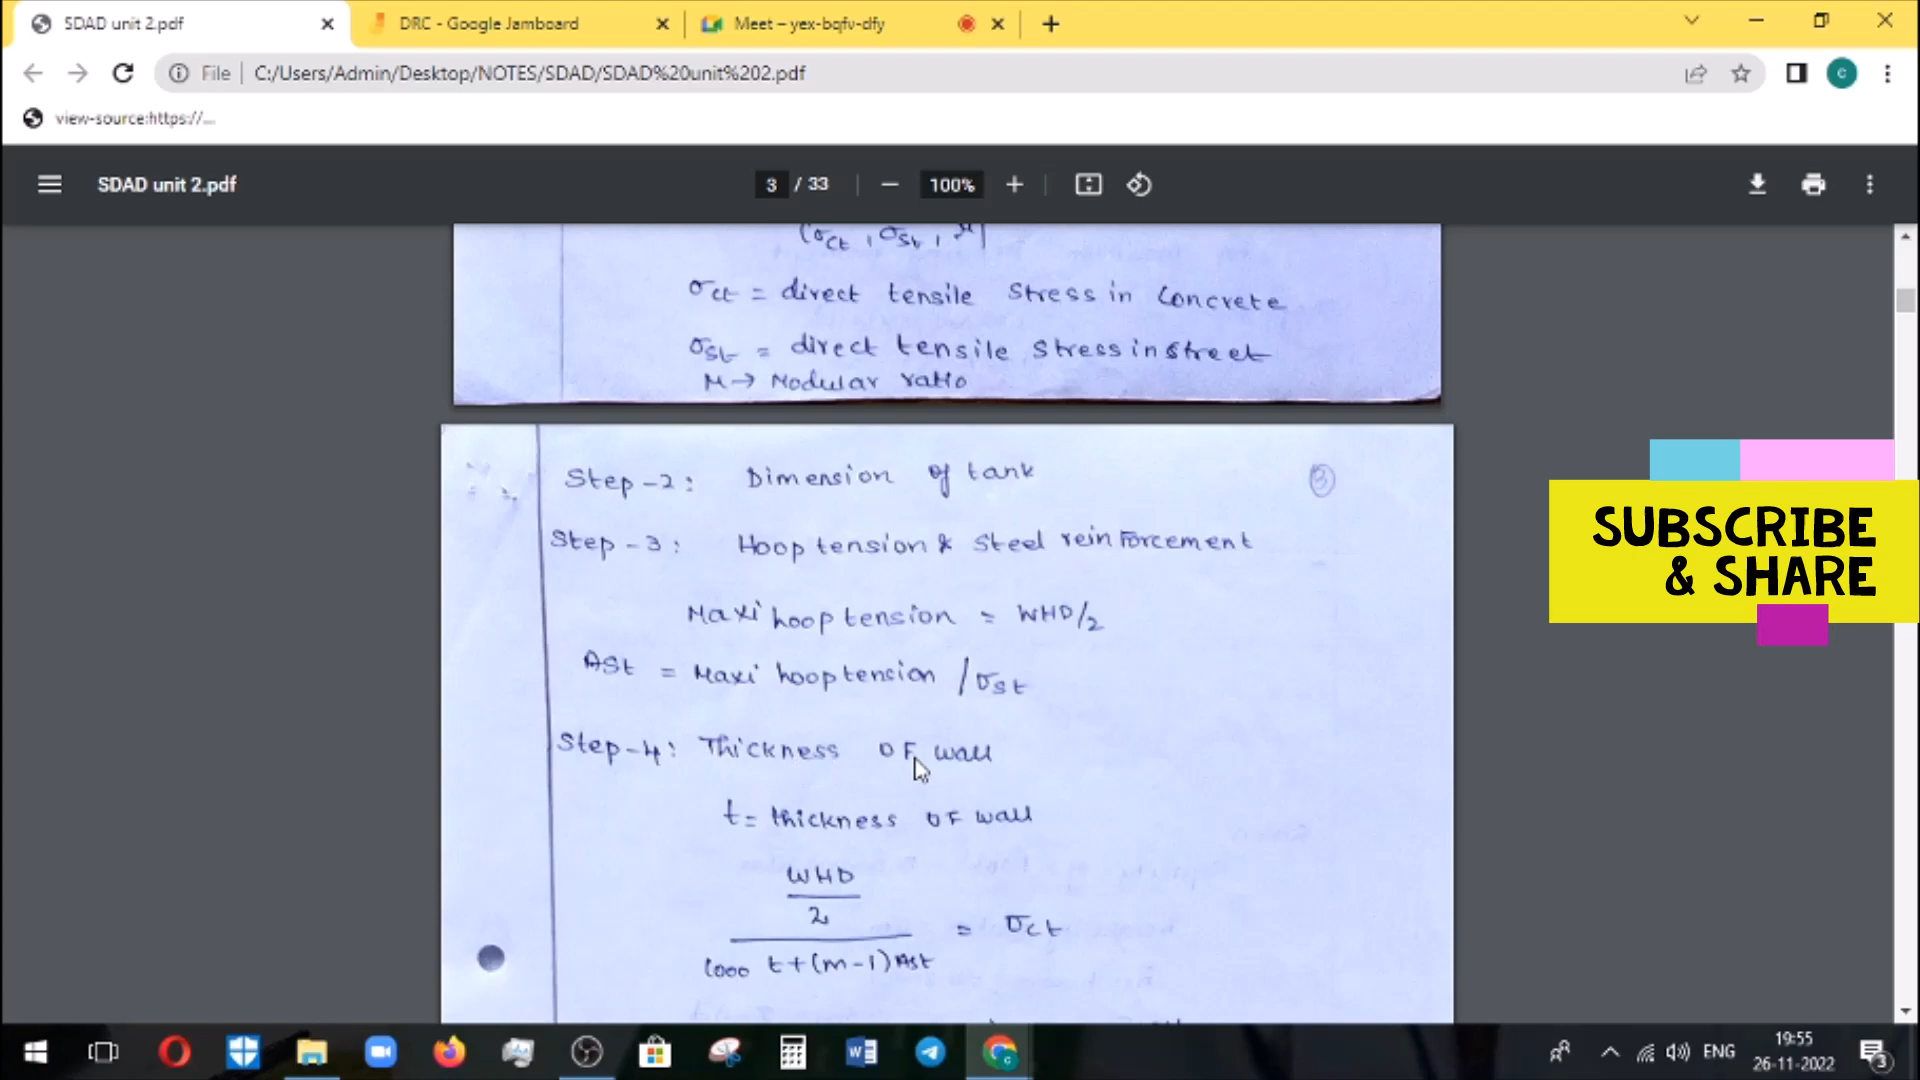 SDAD unit 2.pdf
DRC - Google Jamboard
Meet – yex-bqfv-dfy
File
C:/Users/Admin/Desktop/NOTES/SDAD/SDAD%20unit%202.pdf
C
view-source:https://...
SDAD unit 2.pdf
3 / 33
100%
σct = direct tensile stress in Concrete
σst = direct tensile stress in street
M → Modular ratio
Step-2: Dimension of tank
3
Step-3: Hoop tension & Steel reinforcement
Maxi hoop tension = WHD/2
ASt = Maxi hoop tension / σst
Step-4: Thickness OF wall
t = thickness OF wall
WHD
2
= σct
1000 t+(m-1)Ast
SUBSCRIBE
& SHARE
ENG
19:55
26-11-2022
3